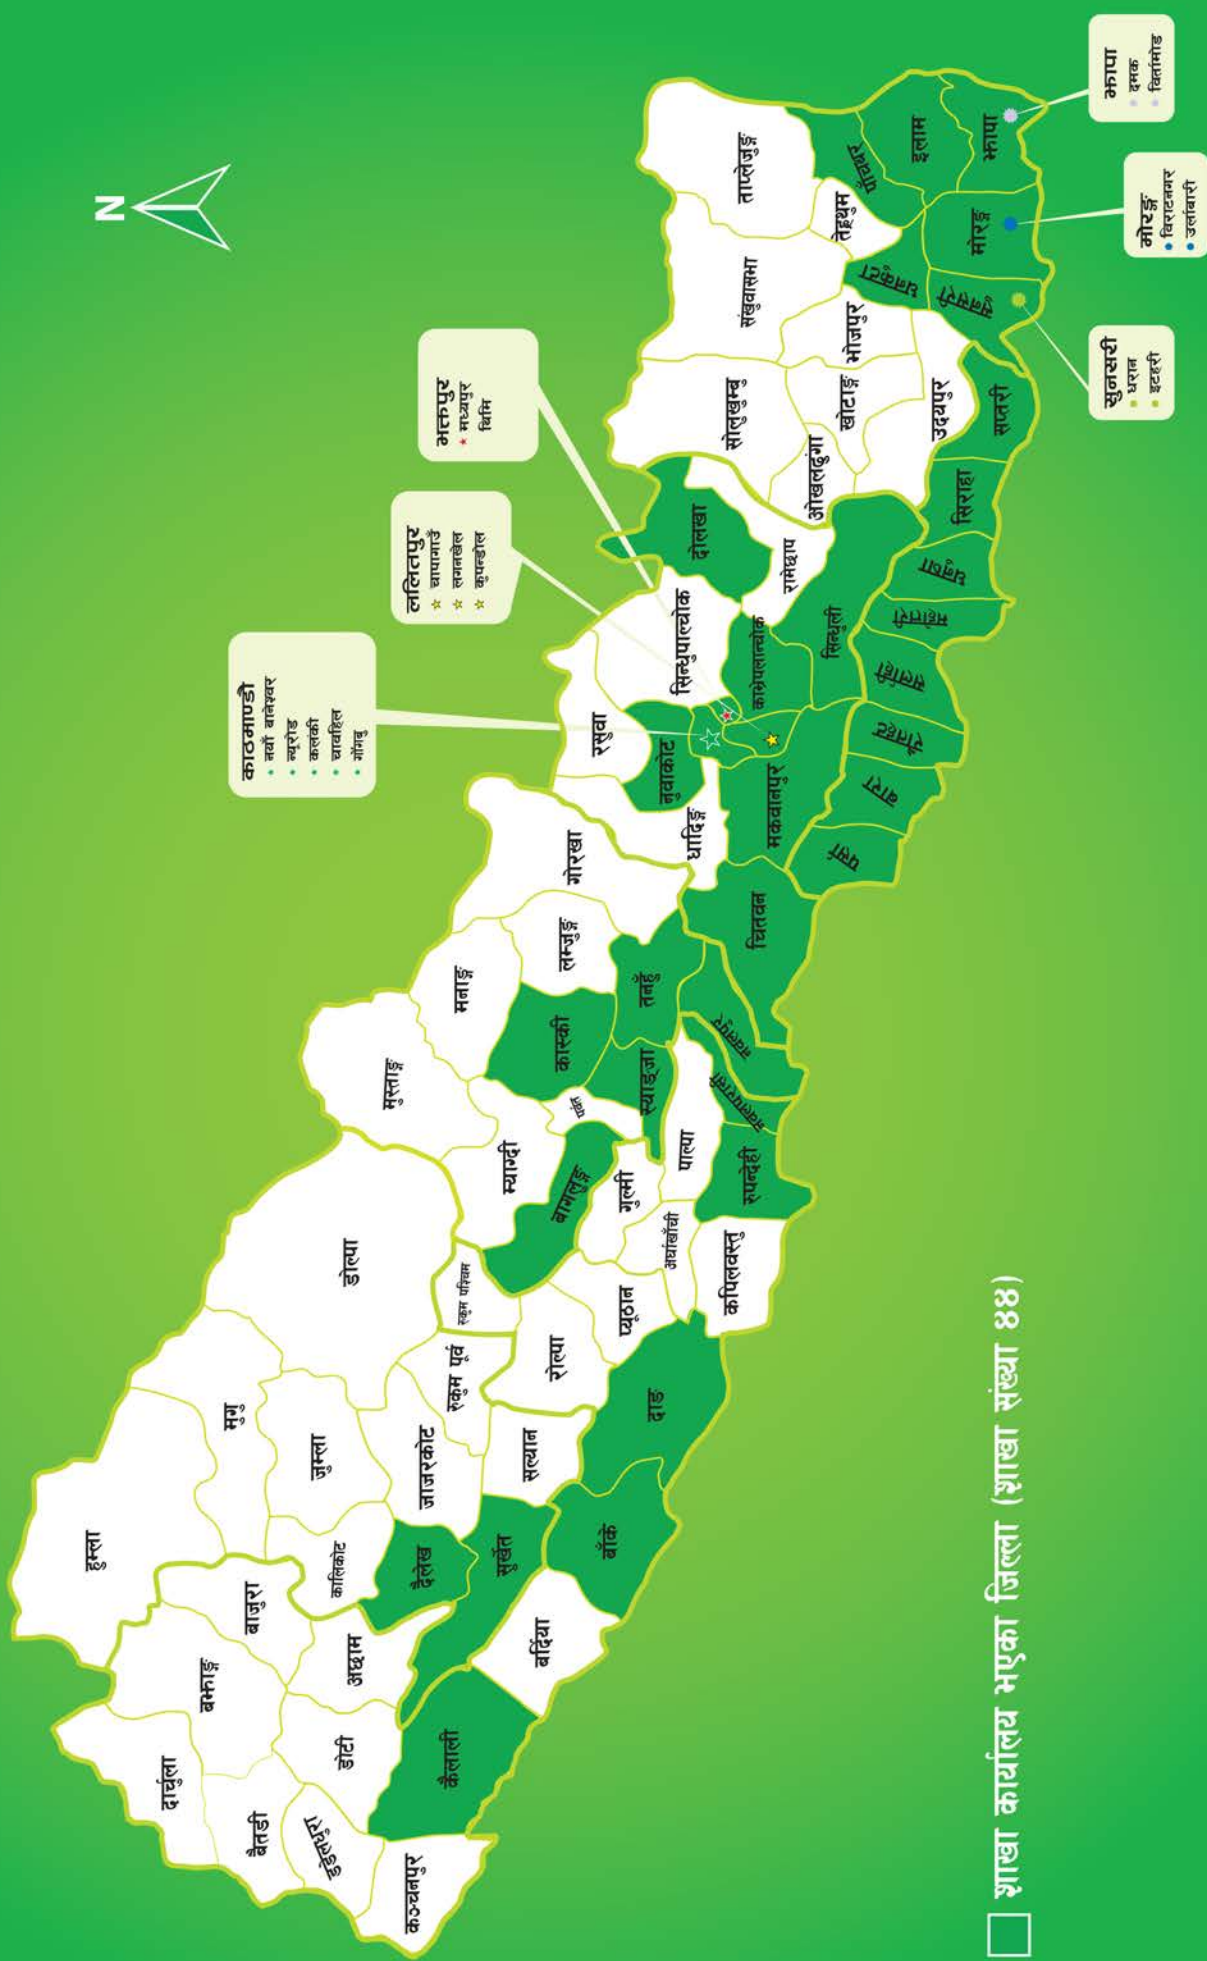 N
काठमाण्डौ
नयाँ बानेश्वर
न्यूरोड
कलंकी
चावहिल
गोंगबु
ललितपुर
चापागाउँ
लगनखेल
कुपन्डोल
भक्तपुर
मध्यपुर
थिमि
दार्चुला
बैतडी
डडेलधुरा
कञ्चनपुर
बझाङ्ग
बाजुरा
डोटी
अछाम
कैलाली
हुम्ला
मुगु
जुम्ला
कालिकोट
डोल्पा
जाजरकोट
दैलेख
सुर्खेत
सल्यान
रुकुम पूर्व
रुकुम पश्चिम
रोल्पा
प्यूठान
बर्दिया
बाँके
दाङ
कपिलवस्तु
अर्घाखाँची
गुल्मी
पाल्पा
रुपन्देही
नवलपरासी
नवलपुर
मुस्ताङ्ग
म्याग्दी
बागलुङ्ग
पर्वत
मनाङ्ग
कास्की
स्याङ्जा
तनहुँ
लम्जुङ्ग
गोरखा
चितवन
धादिङ्ग
मकवानपुर
रसुवा
नुवाकोट
सिन्धुपाल्चोक
काभ्रेपलान्चोक
दोलखा
रामेछाप
सिन्धुली
पर्सा
बारा
रौतहट
सर्लाही
महोत्तरी
धनुषा
सिराहा
सप्तरी
सोलुखुम्बु
ओखलढुंगा
खोटाङ्ग
उदयपुर
भोजपुर
संखुवासभा
ताप्लेजुङ्ग
तेह्रथुम
पाँचथर
धनकुटा
इलाम
सुनसरी
मोरङ्ग
झापा
सुनसरी
धरान
इटहरी
मोरङ्ग
विराटनगर
उर्लाबारी
झापा
दमक
विर्तामोड
शाखा कार्यालय भएका जिल्ला (शाखा संख्या ४४)